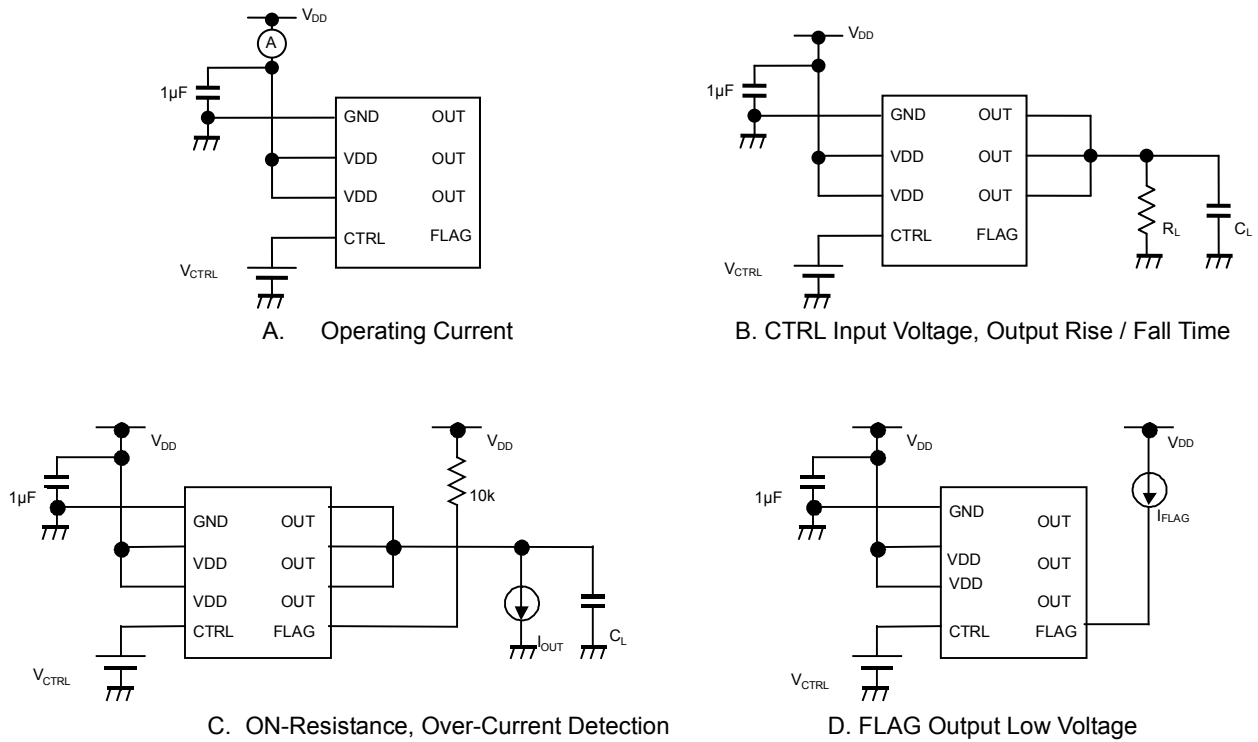 VDD
A
1µF
GND OUT
VDD OUT
VDD OUT
CTRL FLAG
VCTRL
A. Operating Current
VDD
1µF
GND OUT
VDD OUT
VDD OUT
CTRL FLAG
RL CL
VCTRL
B. CTRL Input Voltage, Output Rise / Fall Time
VDD VDD
1µF 10k
GND OUT
VDD OUT
VDD OUT
CTRL FLAG
IOUT CL
VCTRL
C. ON-Resistance, Over-Current Detection
VDD VDD
1µF
IFLAG
GND OUT
VDD OUT
VDD OUT
CTRL FLAG
VCTRL
D. FLAG Output Low Voltage